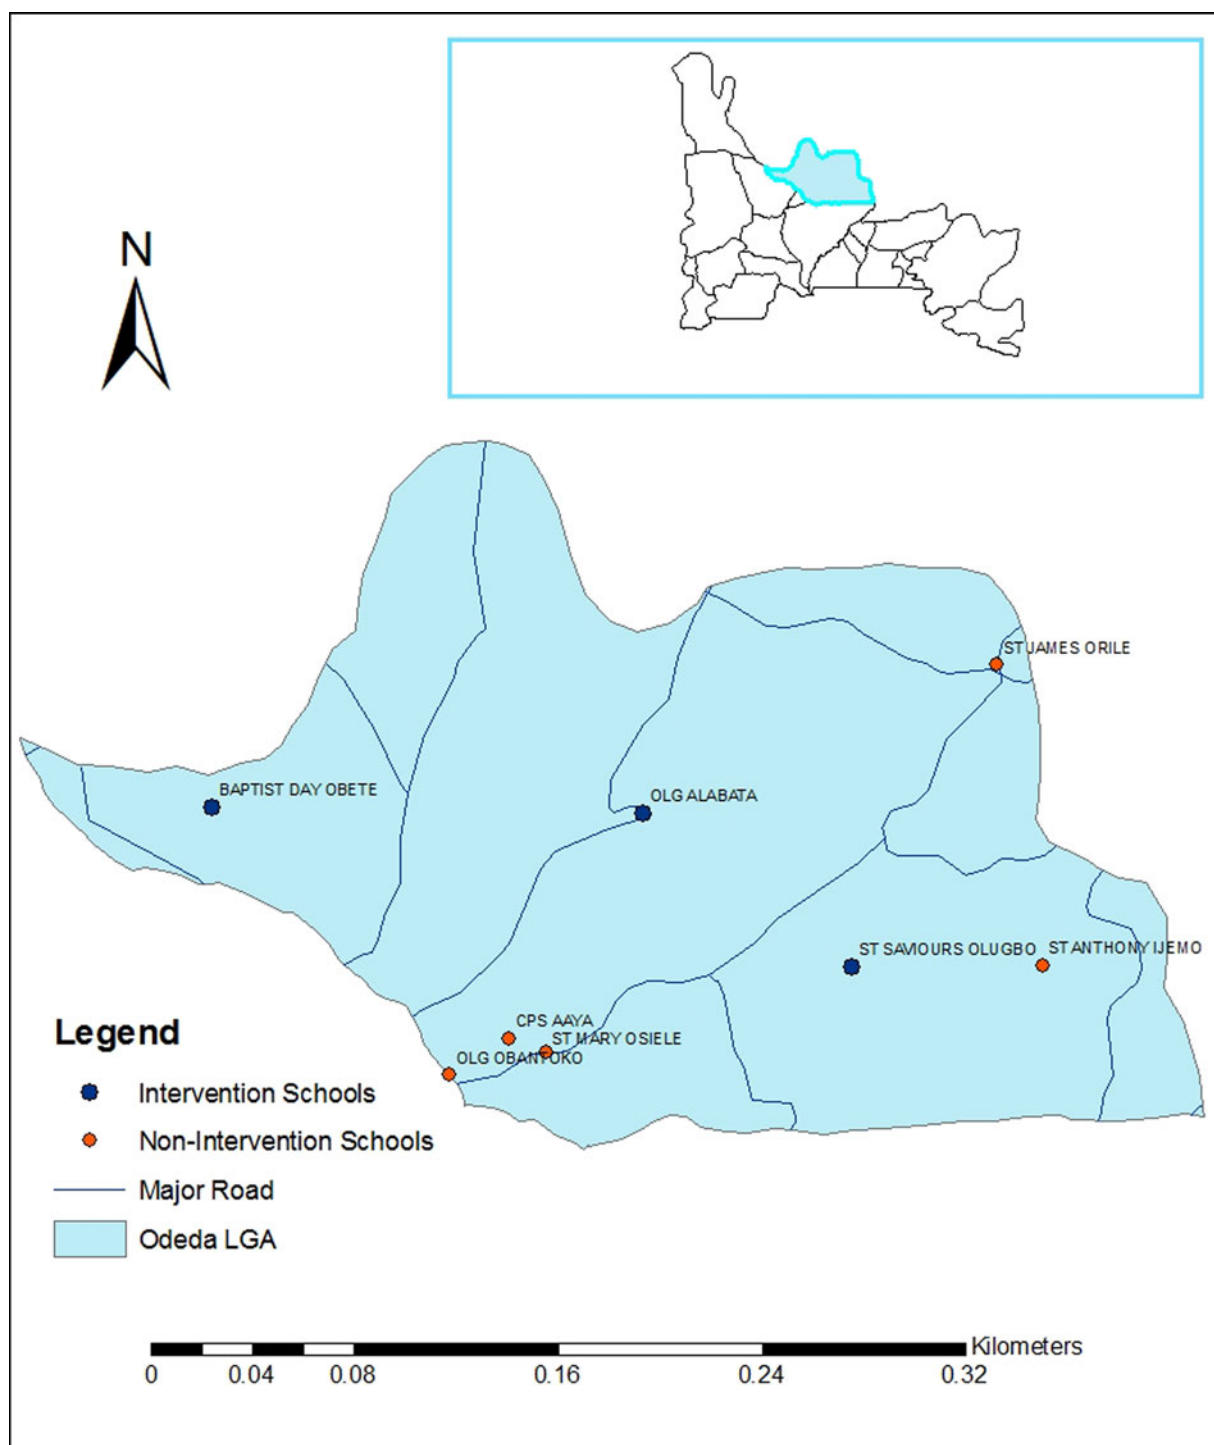 N
ST JAMES ORILE
BAPTIST DAY OBETE
OLG ALABATA
ST SAVIOURS OLUGBO
ST ANTHONY IJEMO
CPS AAYA
ST MARY OSIELE
OLG OBANYOKO
Legend
Intervention Schools
Non-Intervention Schools
Major Road
Odeda LGA
Kilometers
0 0.04 0.08 0.16 0.24 0.32